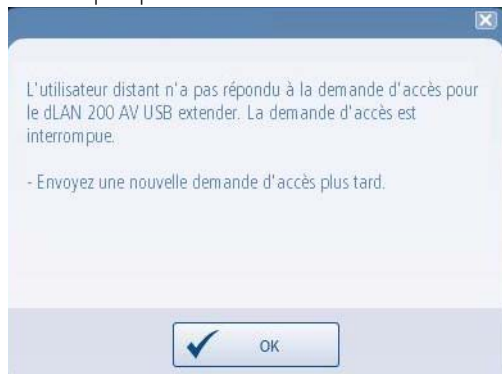 L'utilisateur distant n'a pas répondu à la demande d'accès pour
le dLAN 200 AV USB extender. La demande d'accès est
interrompue.
- Envoyez une nouvelle demande d'accès plus tard.
OK